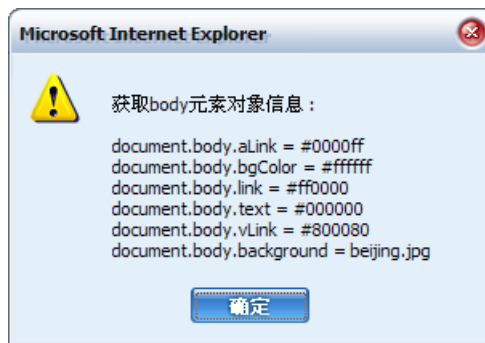 Microsoft Internet Explorer
获取body元素对象信息：
document.body.aLink = #0000ff
document.body.bgColor = #ffffff
document.body.link = #ff0000
document.body.text = #000000
document.body.vLink = #800080
document.body.background = beijing.jpg
确定